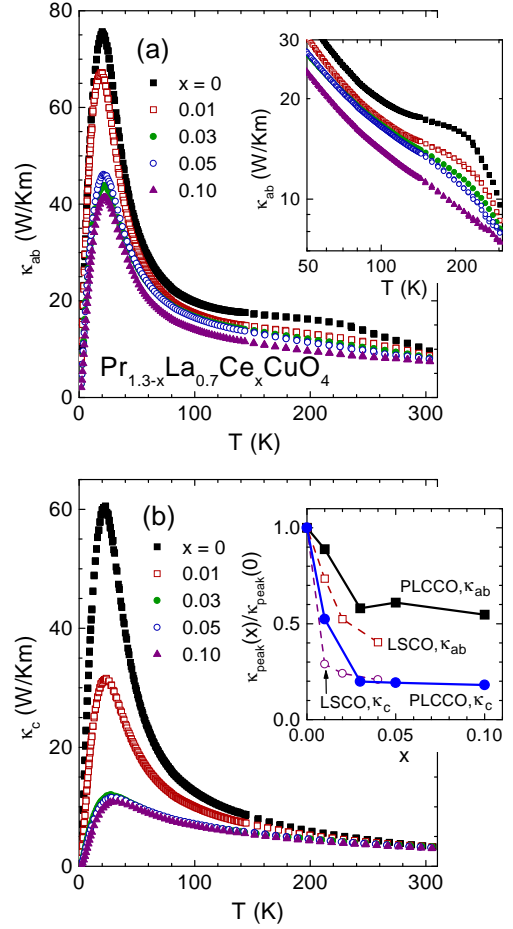 (a)
x = 0
0.01
0.03
0.05
0.10
Pr1.3-xLa0.7CexCuO4
κab (W/Km)
80
60
40
20
0
0
100
200
300
T (K)
κab (W/Km)
30
20
10
50
100
200
T (K)
(b)
x = 0
0.01
0.03
0.05
0.10
κc (W/Km)
60
40
20
0
0
100
200
300
T (K)
κpeak(x)/κpeak(0)
1.0
0.5
0.0
0.00
0.05
0.10
x
PLCCO, κab
LSCO, κab
LSCO, κc
PLCCO, κc